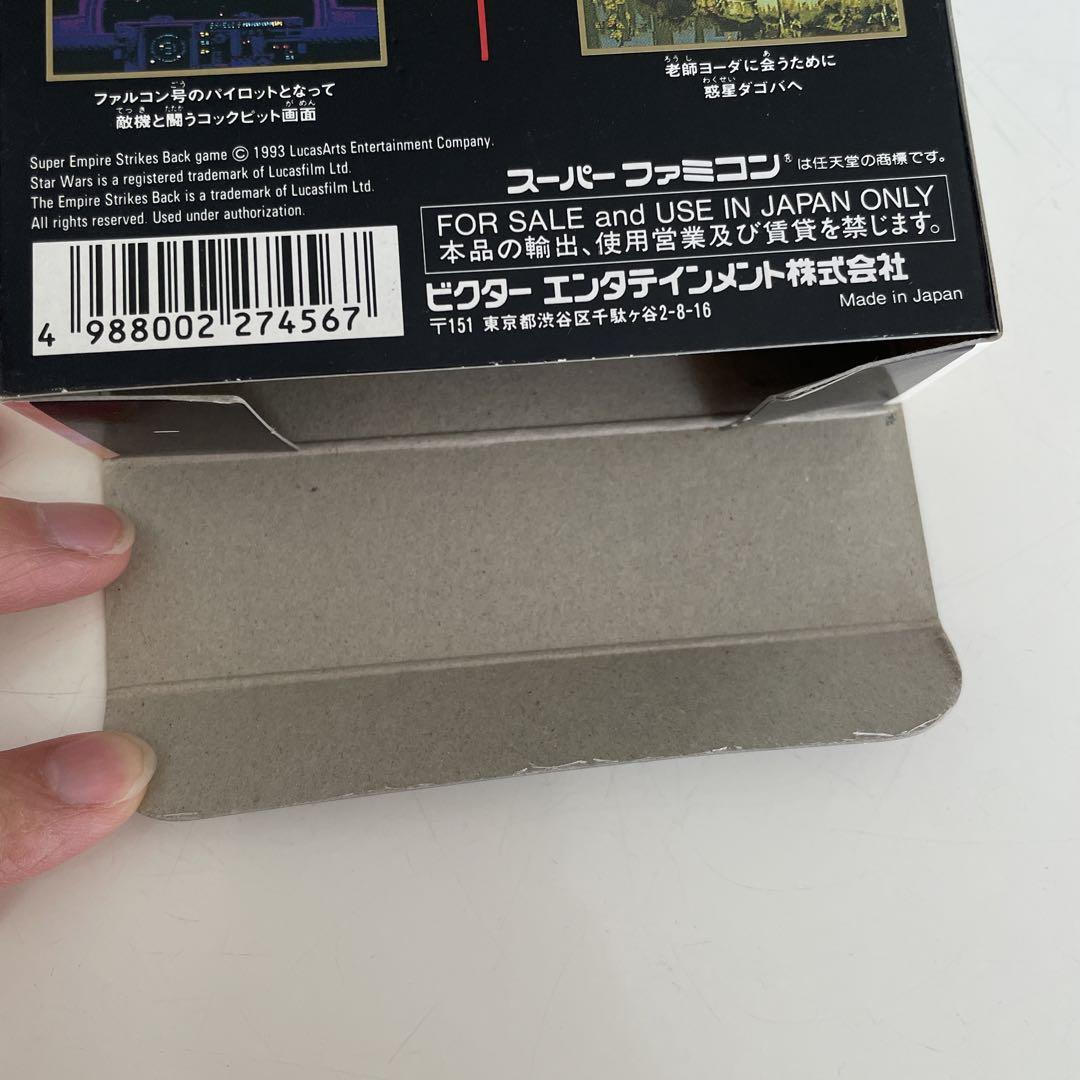 ファルコン号のパイロットとなって
敵機と闘うコックピット画面
老師ヨーダに会うために
惑星ダゴバへ
Super Empire Strikes Back game © 1993 LucasArts Entertainment Company.
Star Wars is a registered trademark of Lucasfilm Ltd.
The Empire Strikes Back is a trademark of Lucasfilm Ltd.
All rights reserved. Used under authorization.
スーパーファミコン®は任天堂の商標です。
FOR SALE and USE IN JAPAN ONLY
本品の輸出、使用営業及び賃貸を禁じます。
ビクター エンタテインメント株式会社
〒151 東京都渋谷区千駄ヶ谷2-8-16
Made in Japan
4 988002 274567